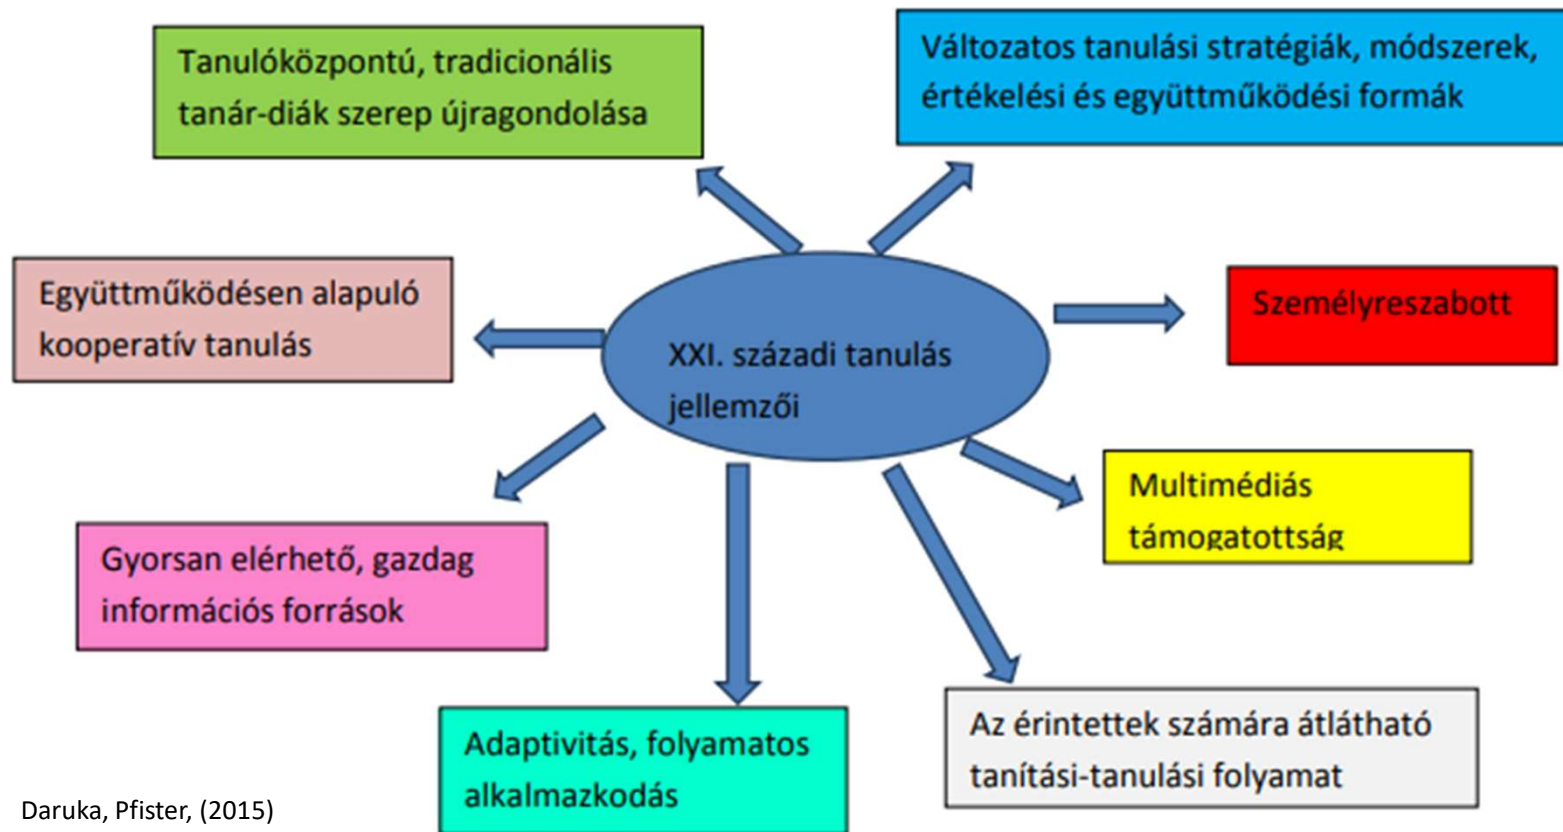 Tanulóközpontú, tradicionális
tanár-diák szerep újragondolása
Változatos tanulási stratégiák, módszerek,
értékelési és együttműködési formák
Együttműködésen alapuló
kooperatív tanulás
XXI. századi tanulás
jellemzői
Személyreszabott
Gyorsan elérhető, gazdag
információs források
Multimédiás
támogatottság
Adaptivitás, folyamatos
alkalmazkodás
Az érintettek számára átlátható
tanítási-tanulási folyamat
Daruka, Pfister, (2015)